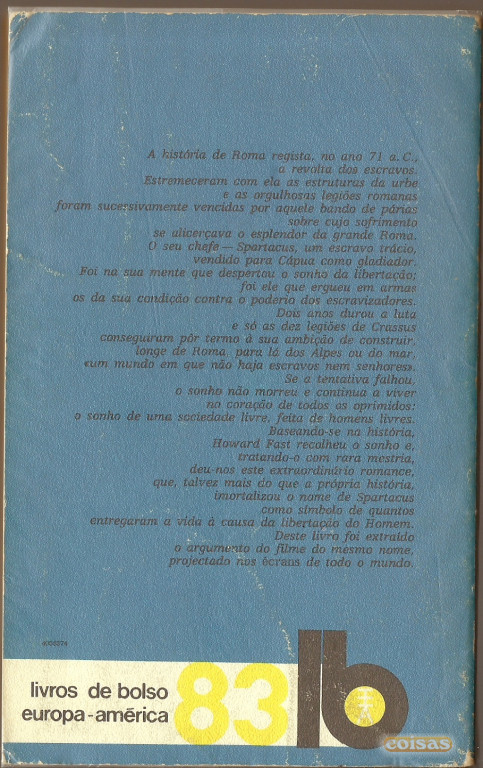 A história de Roma regista, no ano 71 a. C.,
a revolta dos escravos.
Estremeceram com ela as estruturas da urbe
e as orgulhosas legiões romanas
foram sucessivamente vencidas por aquele bando de párias
sobre cujo sofrimento
se alicerçava o esplendor da grande Roma.
O seu chefe — Spartacus, um escravo trácio,
vendido para Cápua como gladiador.
Foi na sua mente que despertou o sonho da libertação;
foi ele que ergueu em armas
os da sua condição contra o poderio dos escravizadores.
Dois anos durou a luta
e só as dez legiões de Crassus
conseguiram pôr termo à sua ambição de construir,
longe de Roma, para lá dos Alpes ou do mar,
«um mundo em que não haja escravos nem senhores».
Se a tentativa falhou,
o sonho não morreu e continua a viver
no coração de todos os oprimidos:
o sonho de uma sociedade livre, feita de homens livres.
Baseando-se na história,
Howard Fast recolheu o sonho e,
tratando-o com rara mestria,
deu-nos este extraordinário romance,
que, talvez mais do que a própria história,
imortalizou o nome de Spartacus
como símbolo de quantos
entregaram a vida à causa da libertação do Homem.
Deste livro foi extraído
o argumento do filme do mesmo nome,
projectado nos écrans de todo o mundo.
livros de bolso
europa-américa
83
lb
coisas